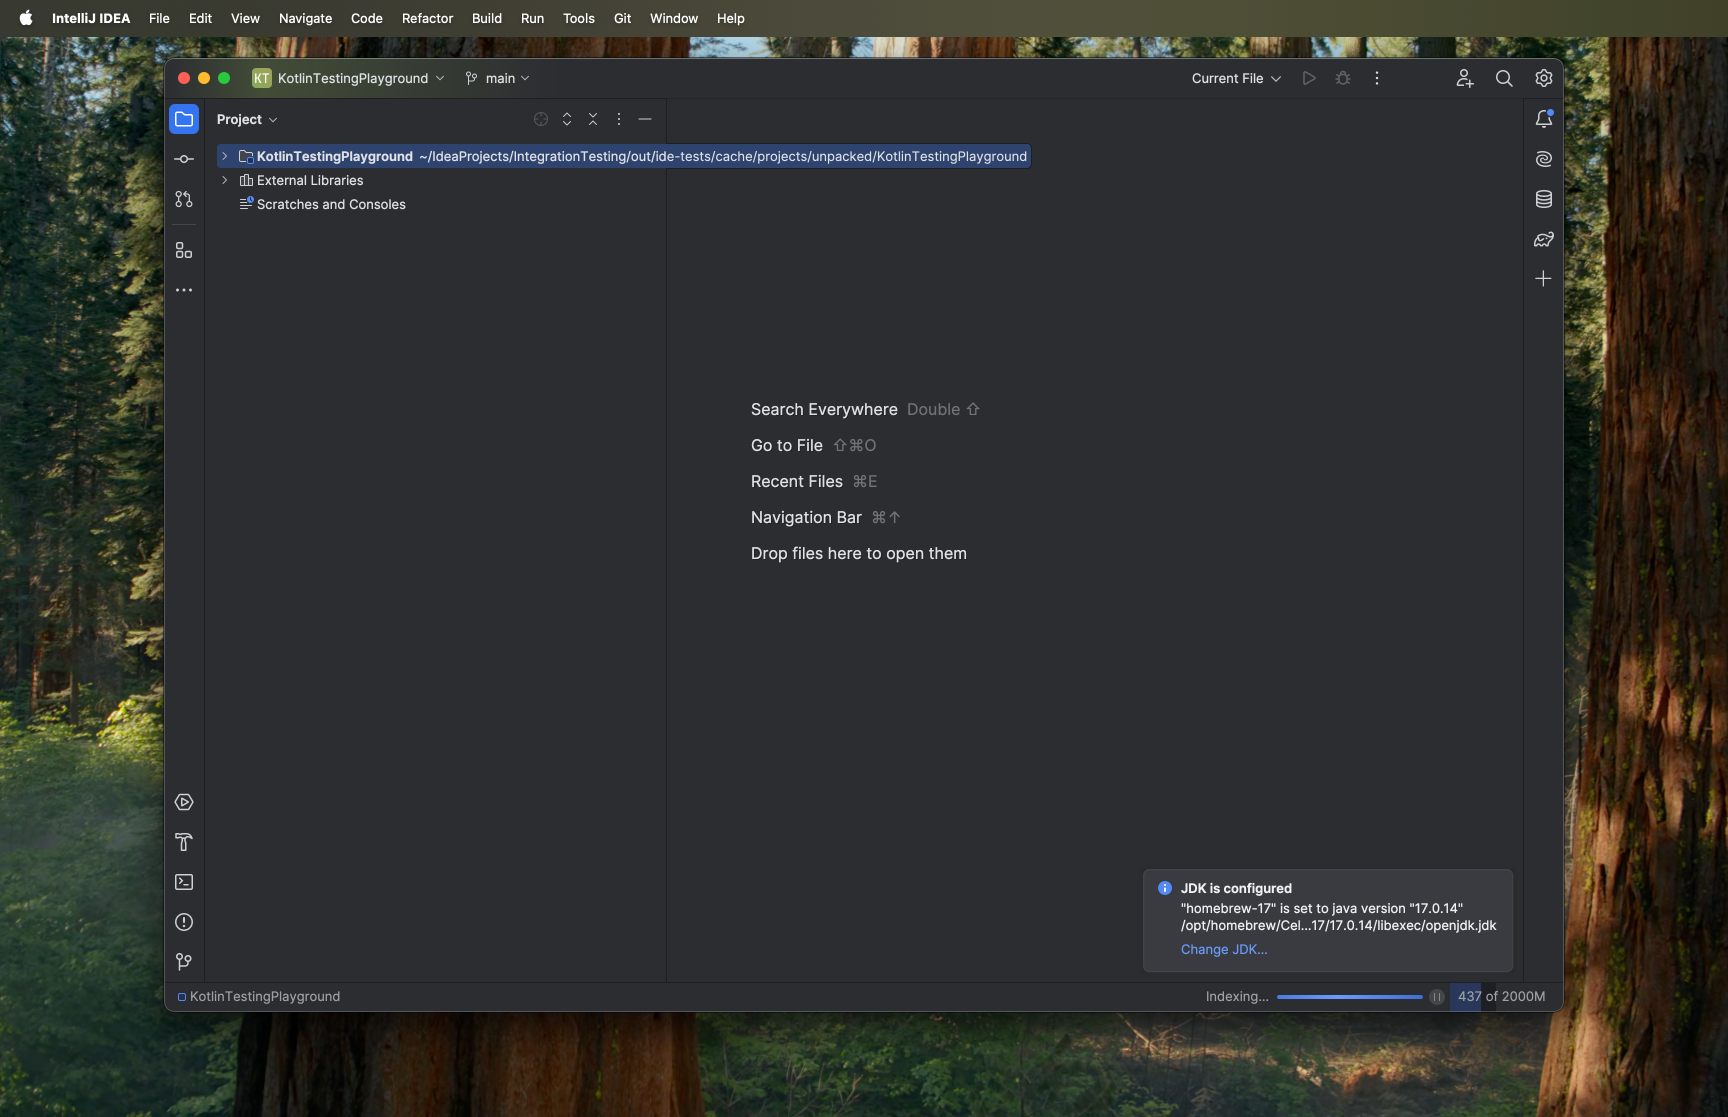 IntelliJ IDEA File Edit View Navigate Code Refactor Build Run Tools Git Window Help
KT KotlinTestingPlayground main Current File
Project
KotlinTestingPlayground ~/IdeaProjects/IntegrationTesting/out/ide-tests/cache/projects/unpacked/KotlinTestingPlayground
External Libraries
Scratches and Consoles
Search Everywhere Double ⇧
Go to File ⇧⌘O
Recent Files ⌘E
Navigation Bar ⌘↑
Drop files here to open them
JDK is configured
"homebrew-17" is set to java version "17.0.14"
/opt/homebrew/Cel...17/17.0.14/libexec/openjdk.jdk
Change JDK...
KotlinTestingPlayground Indexing... 437 of 2000M